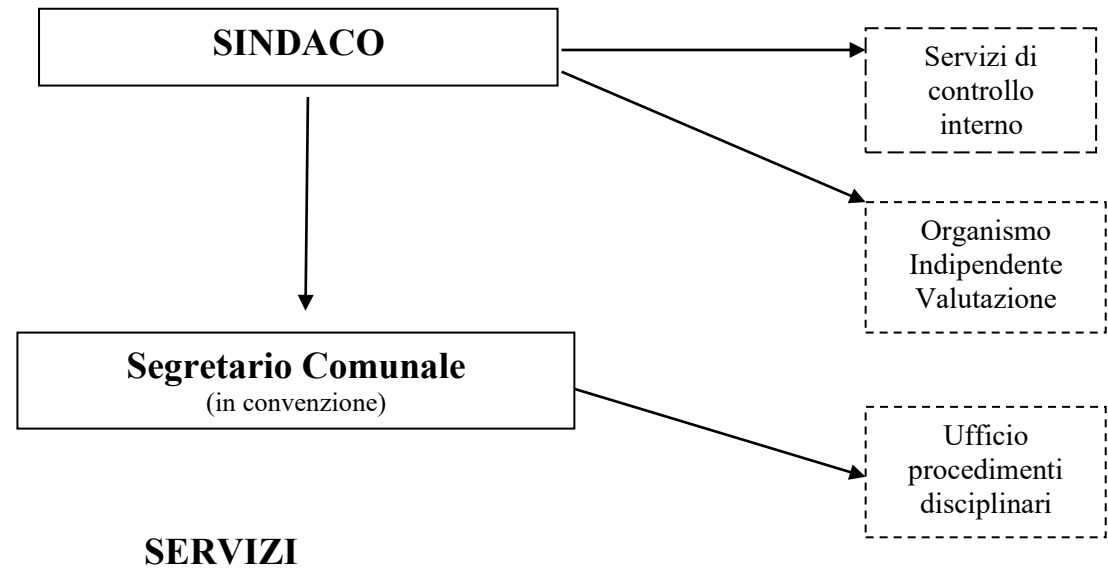 SINDACO
Servizi di
controllo
interno
Organismo
Indipendente
Valutazione
Segretario Comunale
(in convenzione)
Ufficio
procedimenti
disciplinari
SERVIZI